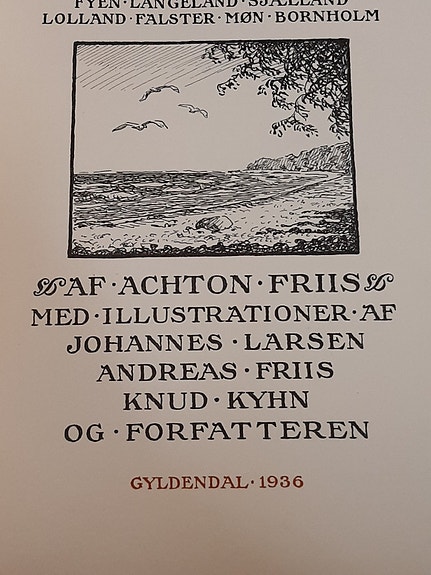 FYEN · LANGELAND · SJÆLLAND
LOLLAND · FALSTER · MØN · BORNHOLM
AF · ACHTON · FRIIS
MED · ILLUSTRATIONER · AF
JOHANNES · LARSEN
ANDREAS · FRIIS
KNUD · KYHN
OG · FORFATTEREN
GYLDENDAL · 1936